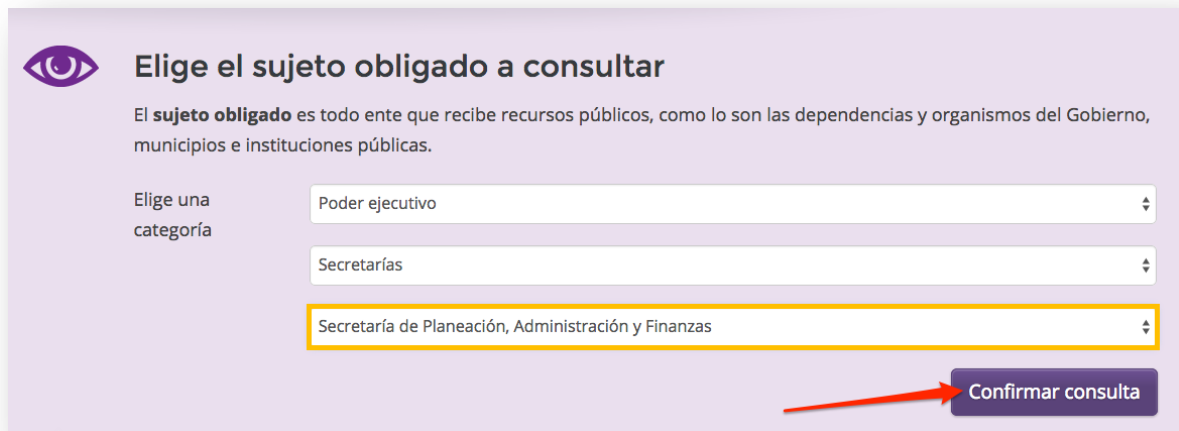 Elige el sujeto obligado a consultar
El sujeto obligado es todo ente que recibe recursos públicos, como lo son las dependencias y organismos del Gobierno,
municipios e instituciones públicas.
Elige una
categoría
Poder ejecutivo
Secretarías
Secretaría de Planeación, Administración y Finanzas
Confirmar consulta